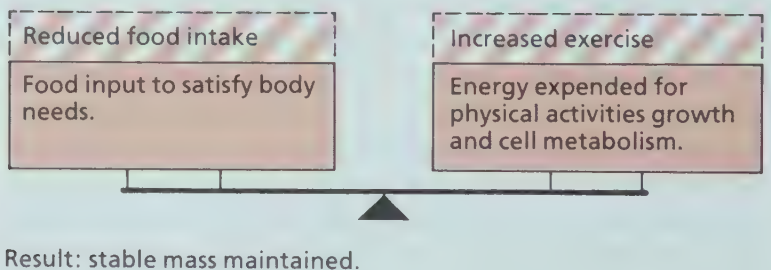 Reduced food intake
Food input to satisfy body
needs.
Increased exercise
Energy expended for
physical activities growth
and cell metabolism.
Result: stable mass maintained.